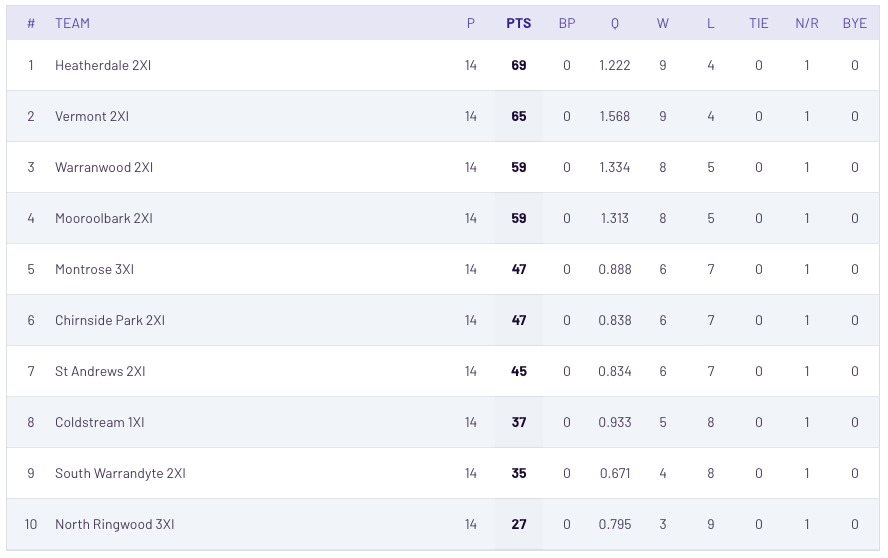 # TEAM P PTS BP Q W L TIE N/R BYE
1 Heatherdale 2XI 14 69 0 1.222 9 4 0 1 0
2 Vermont 2XI 14 65 0 1.568 9 4 0 1 0
3 Warranwood 2XI 14 59 0 1.334 8 5 0 1 0
4 Mooroolbark 2XI 14 59 0 1.313 8 5 0 1 0
5 Montrose 3XI 14 47 0 0.888 6 7 0 1 0
6 Chirnside Park 2XI 14 47 0 0.838 6 7 0 1 0
7 St Andrews 2XI 14 45 0 0.834 6 7 0 1 0
8 Coldstream 1XI 14 37 0 0.933 5 8 0 1 0
9 South Warrandyte 2XI 14 35 0 0.671 4 8 0 1 0
10 North Ringwood 3XI 14 27 0 0.795 3 9 0 1 0